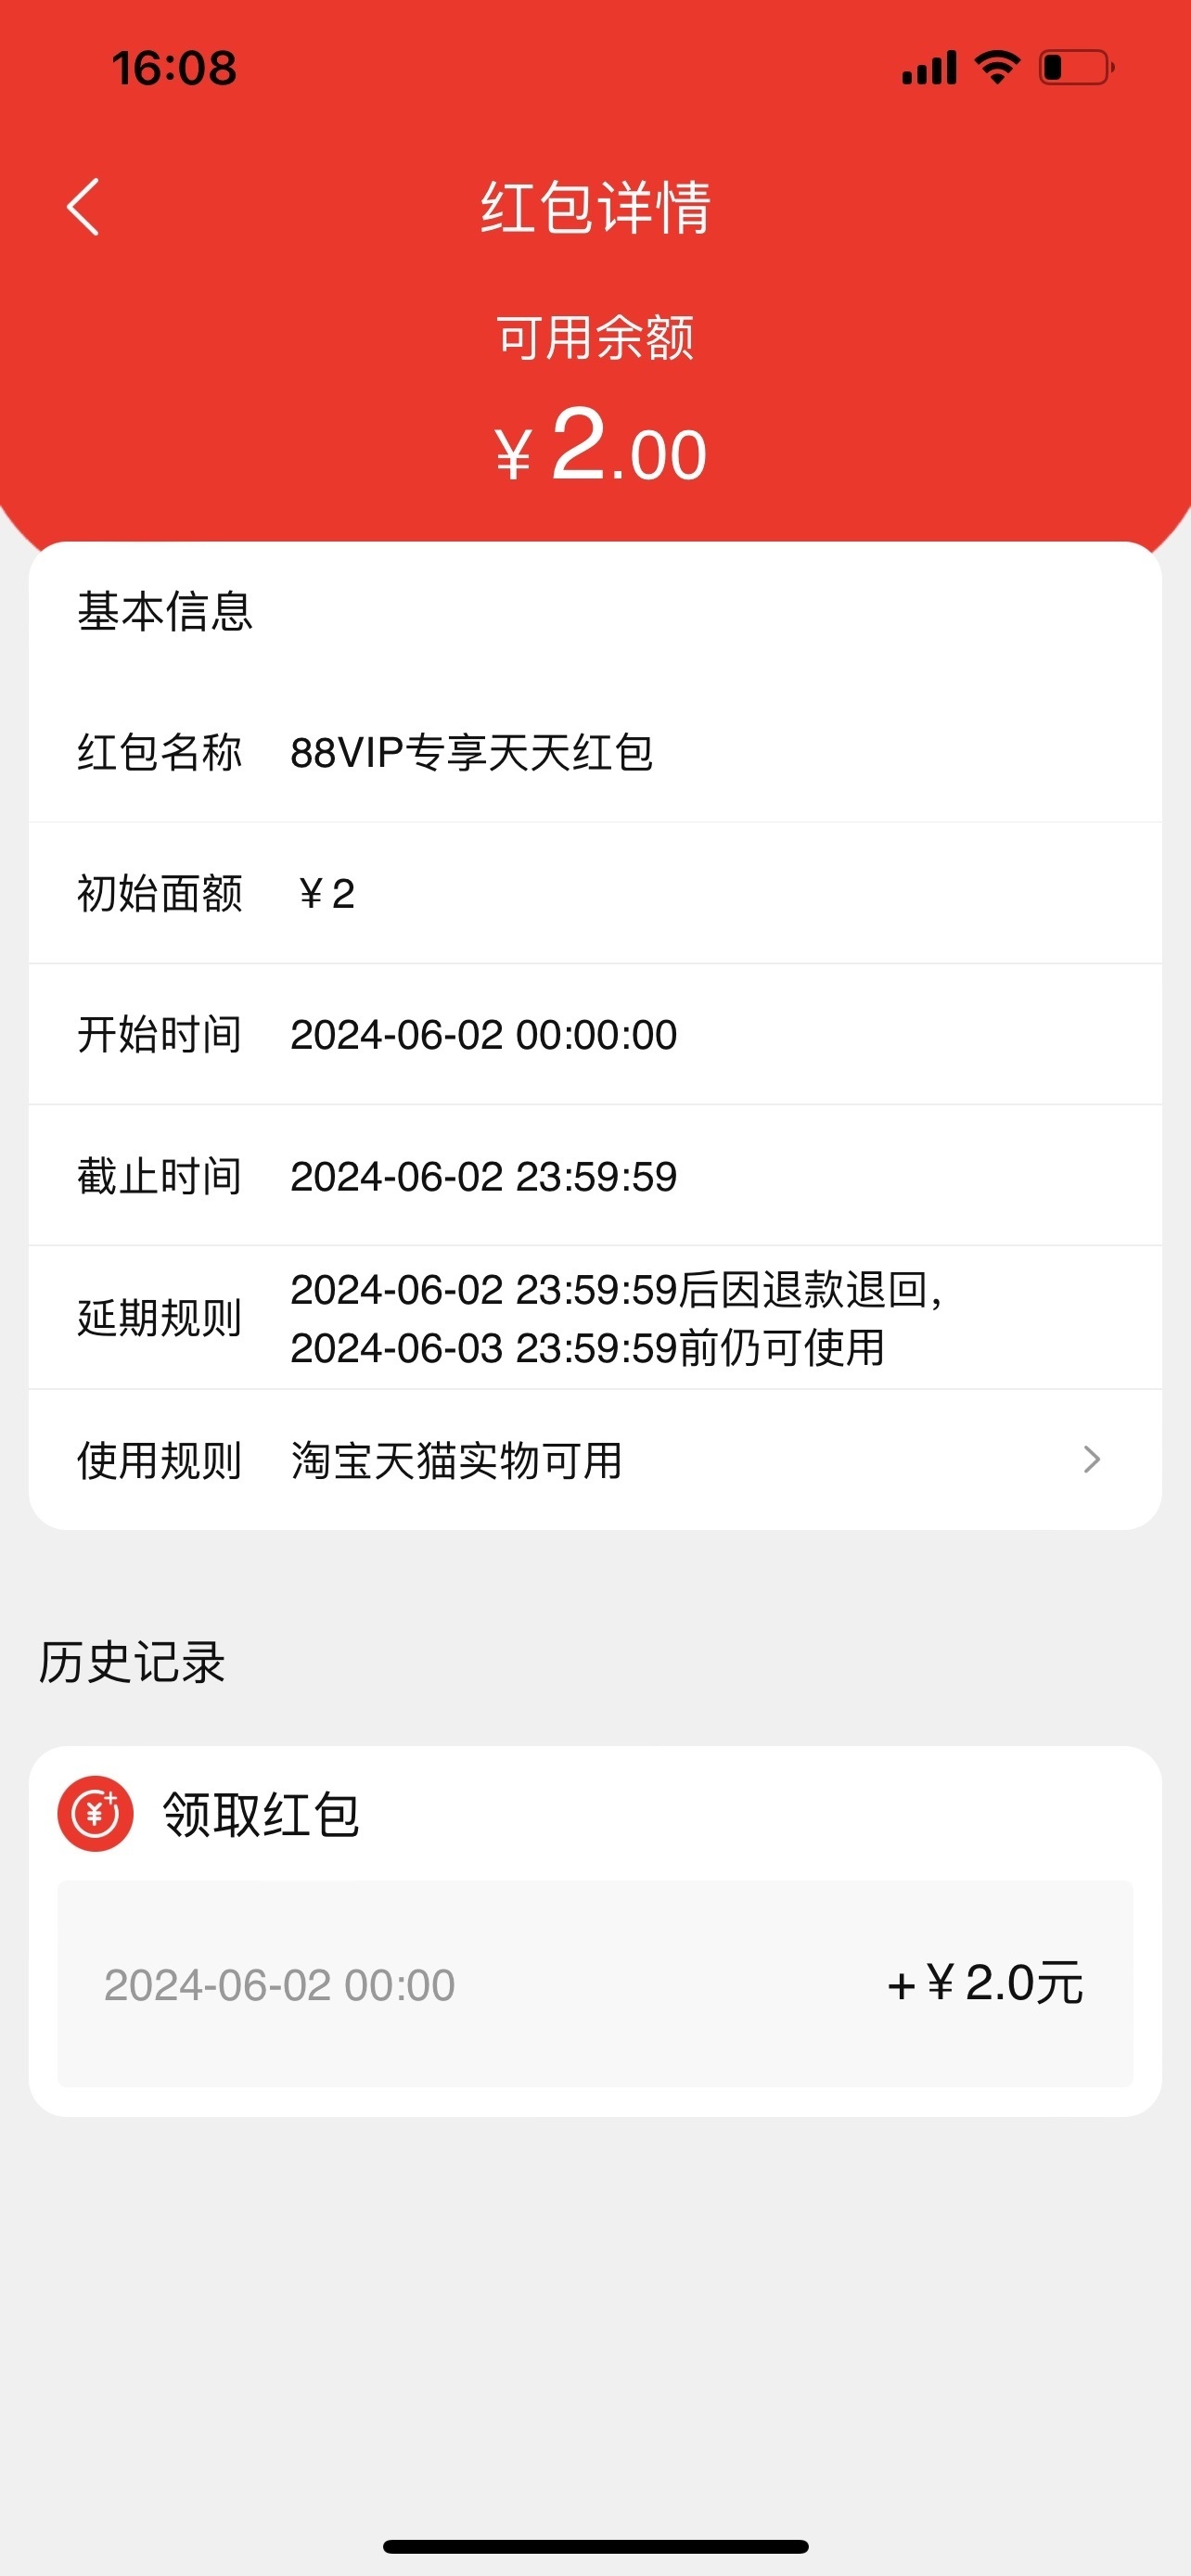 16:08
红包详情
可用余额
¥2.00
基本信息
红包名称 88VIP专享天天红包
初始面额 ¥2
开始时间 2024-06-02 00:00:00
截止时间 2024-06-02 23:59:59
延期规则 2024-06-02 23:59:59后因退款退回，
2024-06-03 23:59:59前仍可使用
使用规则 淘宝天猫实物可用
历史记录
领取红包
2024-06-02 00:00 +¥2.0元